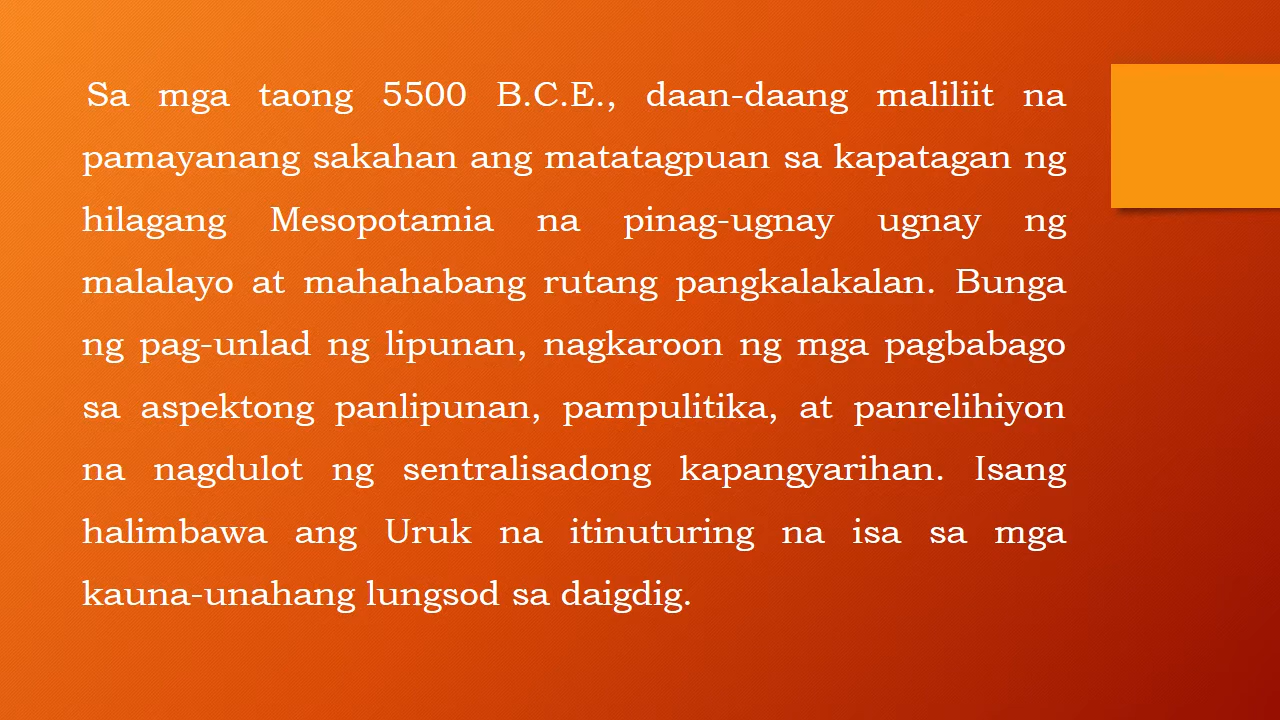 Sa mga taong 5500 B.C.E., daan-daang maliliit na
pamayanang sakahan ang matatagpuan sa kapatagan ng
hilagang Mesopotamia na pinag-ugnay ugnay ng
malalayo at mahahabang rutang pangkalakalan. Bunga
ng pag-unlad ng lipunan, nagkaroon ng mga pagbabago
sa aspektong panlipunan, pampulitika, at panrelihiyon
na nagdulot ng sentralisadong kapangyarihan. Isang
halimbawa ang Uruk na itinuturing na isa sa mga
kauna-unahang lungsod sa daigdig.